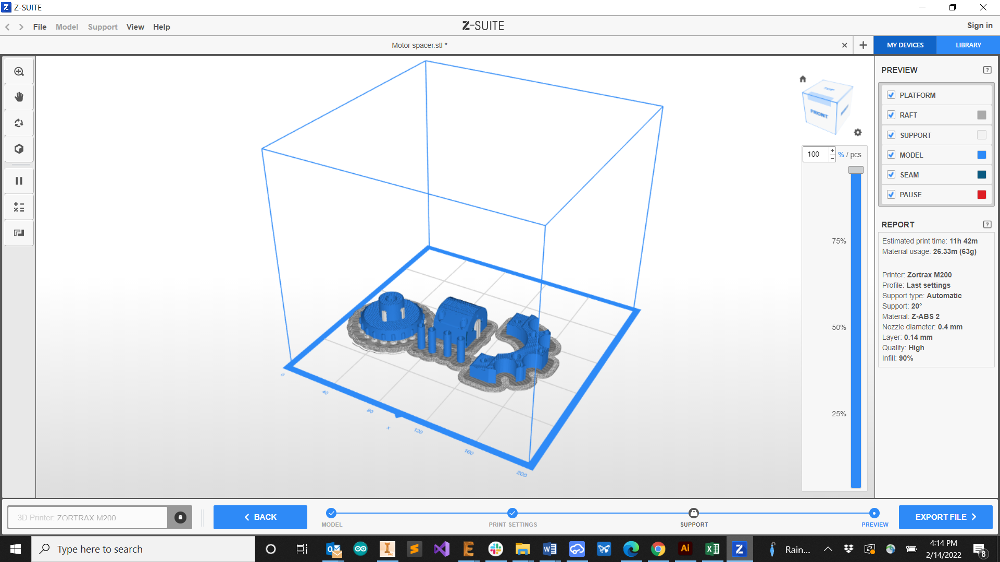 Z-SUITE
File Model Support View Help
Z-SUITE
Sign in
Motor spacer.stl *
MY DEVICES
LIBRARY
PREVIEW
PLATFORM
RAFT
SUPPORT
MODEL
SEAM
PAUSE
TOP
FRONT
100 % / pcs
75%
50%
25%
REPORT
Estimated print time: 11h 42m
Material usage: 26.33m (63g)
Printer: Zortrax M200
Profile: Last settings
Support type: Automatic
Support: 20°
Material: Z-ABS 2
Nozzle diameter: 0.4 mm
Layer: 0.14 mm
Quality: High
Infill: 90%
0
40
80
x
120
160
200
3D Printer: ZORTRAX M200
BACK
MODEL
PRINT SETTINGS
SUPPORT
PREVIEW
EXPORT FILE
Type here to search
Rain...
4:14 PM
2/14/2022
8